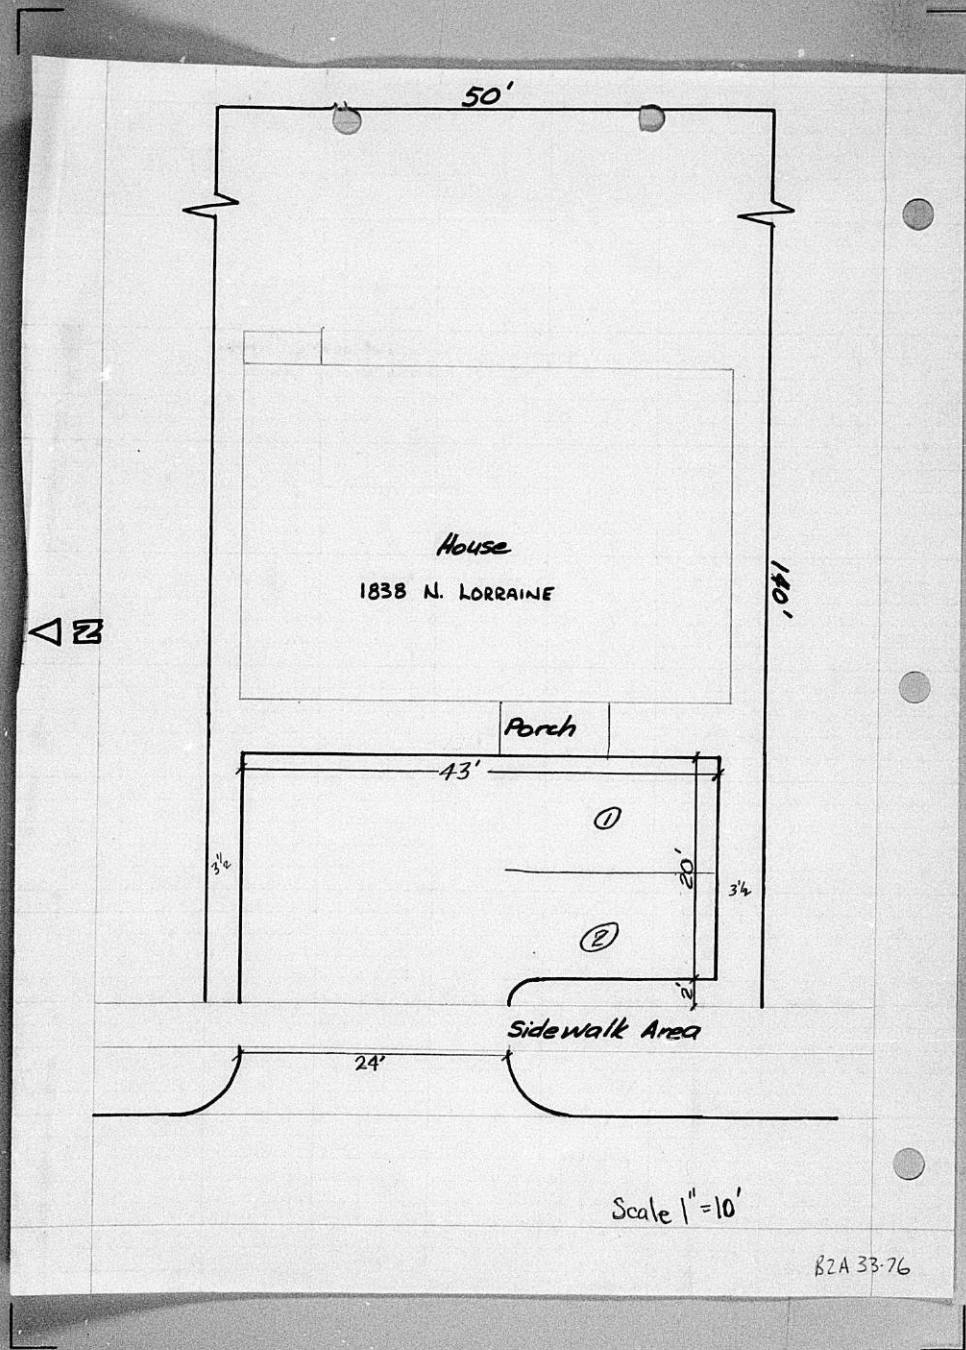 50'
House
1838 N. LORRAINE
140'
N
Porch
43'
1
3½
20'
3½
2
2'
Sidewalk Area
24'
Scale 1"=10'
BZA 33-76